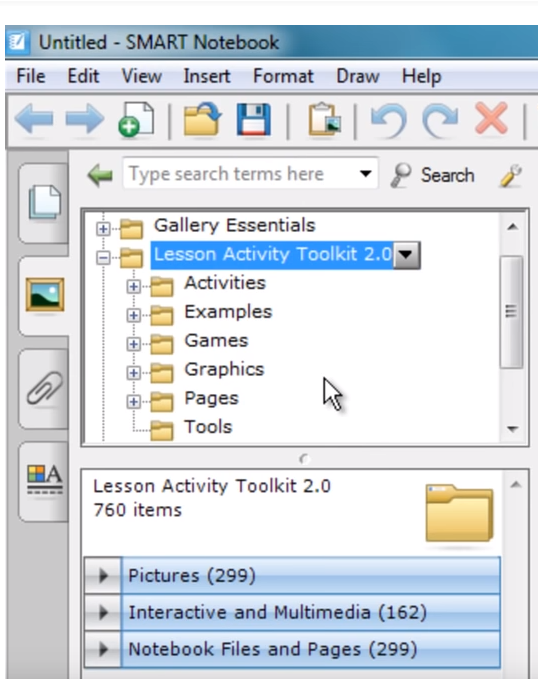 Untitled - SMART Notebook
File Edit View Insert Format Draw Help
Type search terms here Search
Gallery Essentials
Lesson Activity Toolkit 2.0
Activities
Examples
Games
Graphics
Pages
Tools
A
Lesson Activity Toolkit 2.0
760 items
Pictures (299)
Interactive and Multimedia (162)
Notebook Files and Pages (299)